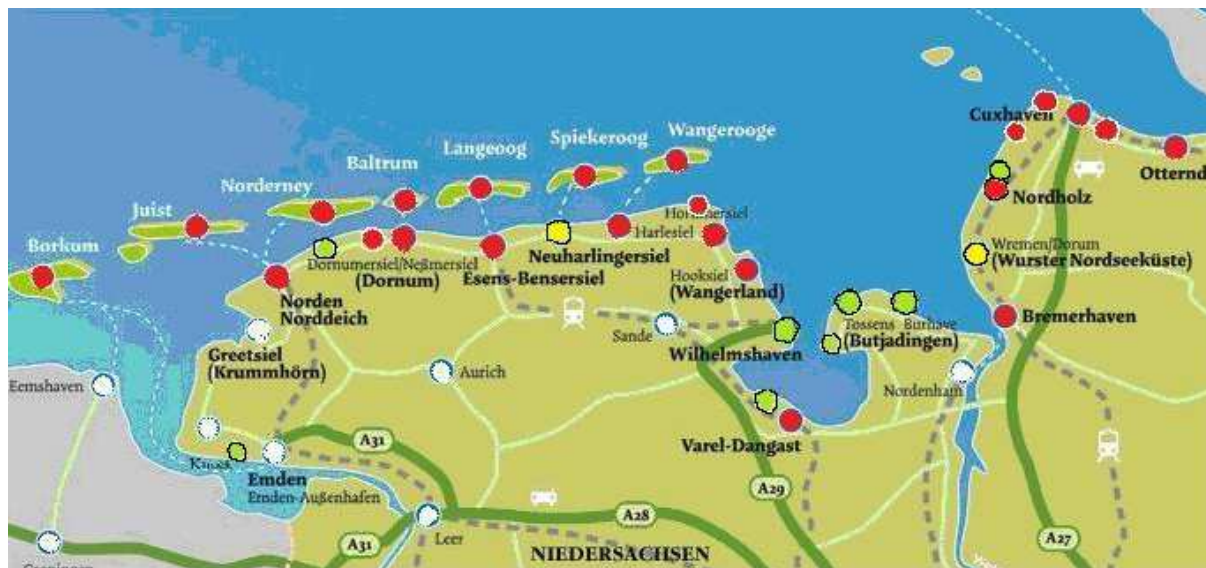 Borkum
Juist
Norderney
Baltrum
Langeoog
Spiekeroog
Wangerooge
Cuxhaven
Otternd
Nordholz
Wremen/Dorum
(Wurster Nordseeküste)
Bremerhaven
Harlesiel
Neuharlingersiel
Esens-Bensersiel
Dornumersiel/Neßmersiel
(Dornum)
Norden
Norddeich
Hooksiel
(Wangerland)
Tossens Burhave
(Butjadingen)
Sande
Wilhelmshaven
Greetsiel
(Krummhörn)
Aurich
Nordenham
Eemshaven
Varel-Dangast
A31
Emden
Emden-Außenhafen
A29
A28
A27
A31
Leer
NIEDERSACHSEN